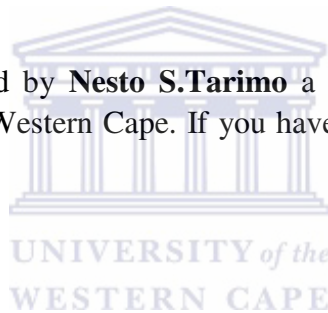 d by Nesto S.Tarimo a
Western Cape. If you have
UNIVERSITY of the
WESTERN CAPE